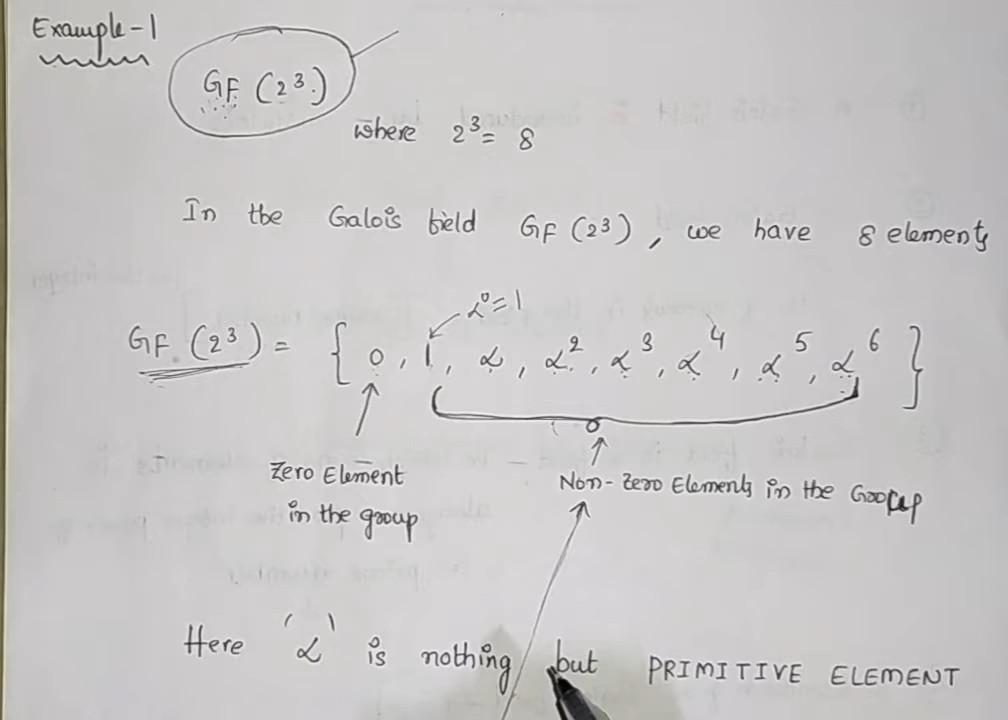 Example-1
GF (2³)
where 2³= 8
In the Galois field GF (2³), we have 8 elements
α⁰=1
GF (2³) = { 0, 1, α, α², α³, α⁴, α⁵, α⁶ }
Zero Element
in the group
Non-Zero Elements in the Group
Here 'α' is nothing but PRIMITIVE ELEMENT